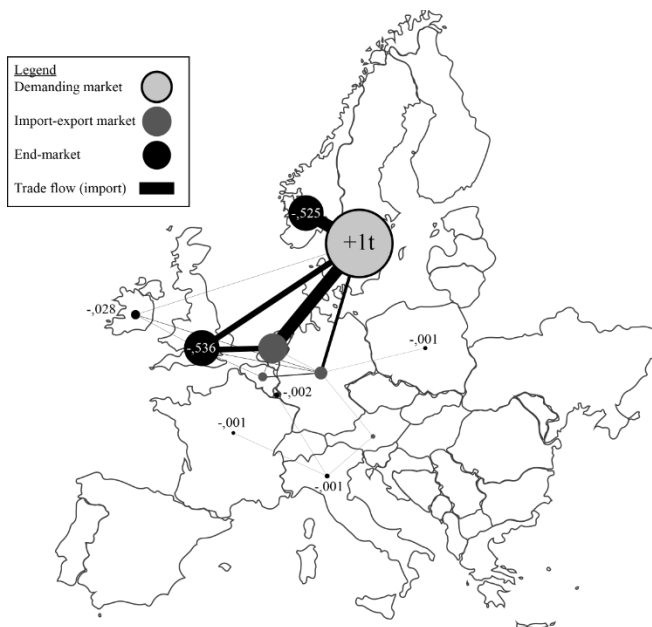 Legend
Demanding market
Import-export market
End-market
Trade flow (import)
-,525
+1t
-,028
-,536
-,001
-,002
-,001
-,001